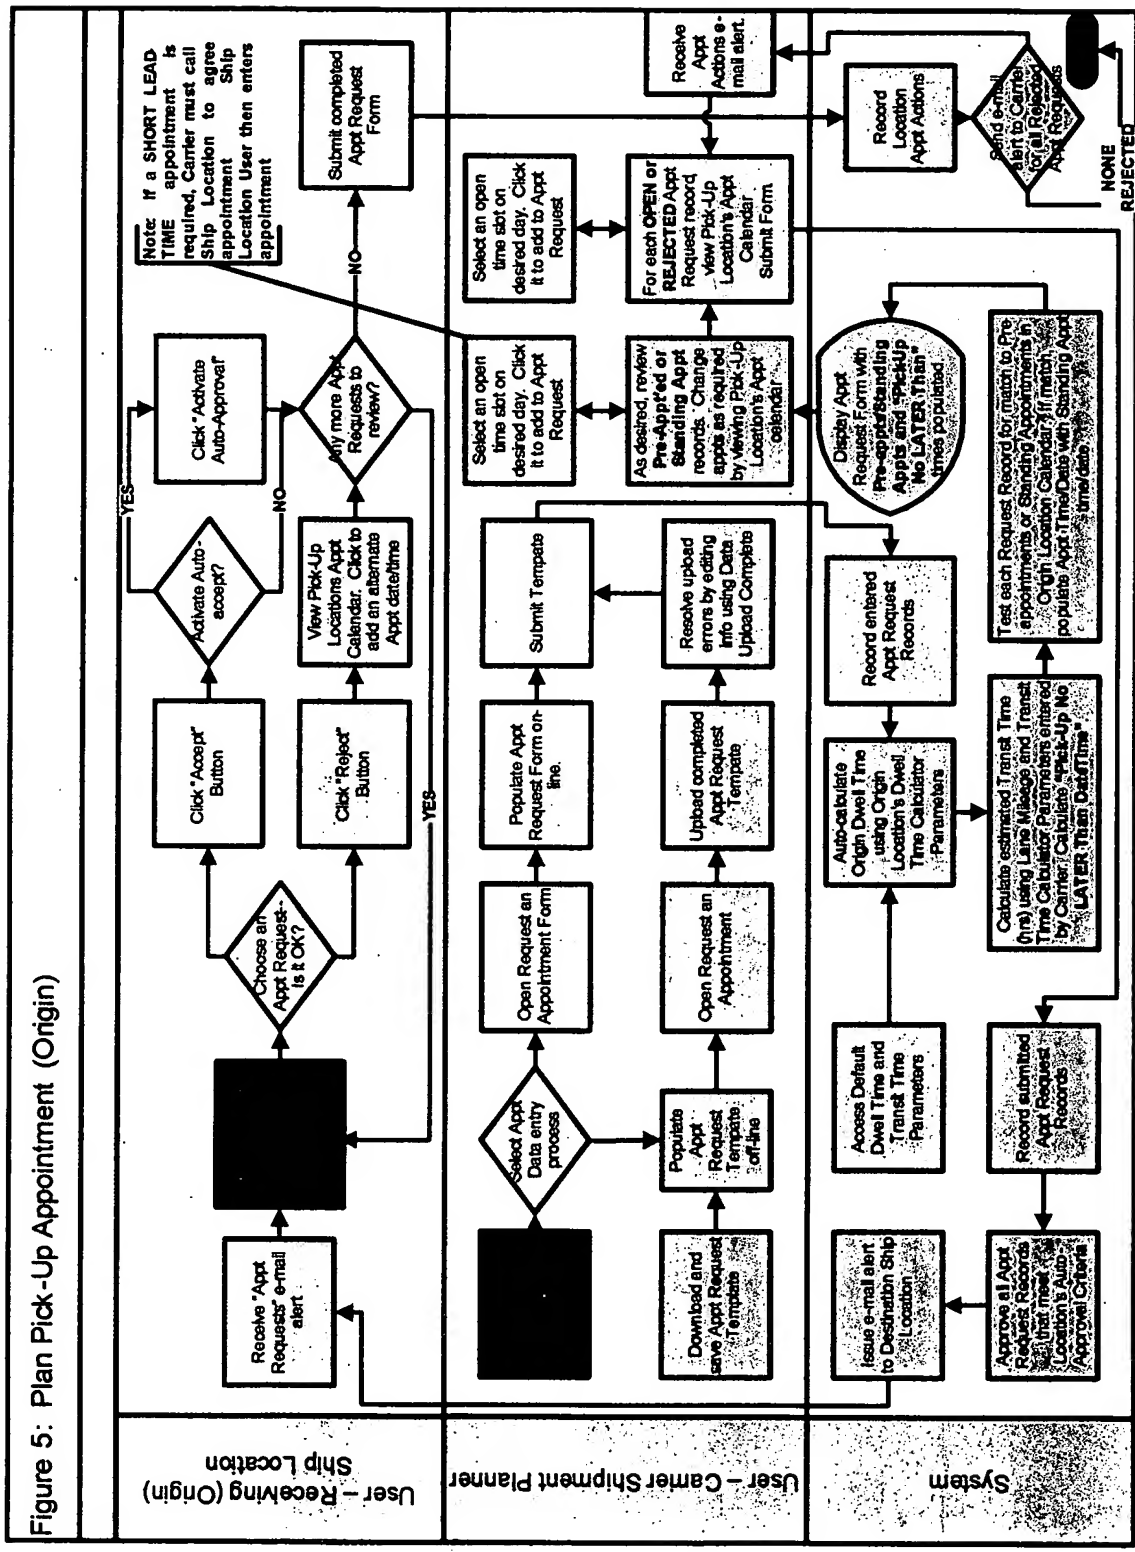 Figure 5: Plan Pick-Up Appointment (Origin)
User – Receiving (Origin)
Ship Location
Receive "Appt
Requests" e-mail
alert
Choose an
Appt Request--
Is it OK?
Click "Accept"
Button
Activate Auto-
accept?
YES
Click "Activate
Auto-Approval"
NO
Click "Reject"
Button
View Pick-Up
Locations Appt
Calendar. Click to
add an alternate
Appt date/time
Any more Appt
Requests to
review?
YES
NO
Submit completed
Appt Request
Form
Note: If a SHORT LEAD
TIME appointment is
required, Carrier must call
Ship Location to agree
appointment Ship
Location User then enters
appointment
User – Carrier Shipment Planner
Select Appt
Data entry
process
Open Request an
Appointment Form
Populate Appt
Request Form on-
line.
Submit Tempate
Download and
save Appt Request
Template
Populate
Appt
Request
Tempate
off-line
Open Request an
Appointment
Upload completed
Appt Request
Tempate
Resolve upload
errors by editing
info using Data
Upload Complete
Select an open
time slot on
desired day. Click
it to add to Appt
Request
As desired, review
Pre-Appt'ed or
Standing Appt
records. Change
appts as required
by viewing Pick-Up
Location's Appt
calendar
Select an open
time slot on
desired day. Click
it to add to Appt
Request
For each OPEN or
REJECTED Appt
Request record,
View Pick-Up
Location's Appt
Calendar
Submit Form
Receive
Appt
Actions e-
mail alert.
System
Issue e-mail alert
to Destination Ship
Location
Approve all Appt
Request Records
that meet
Location's Auto-
Approval Criteria
Access Default
Dwell Time and
Transit Time
Parameters
Record submitted
Appt Request
Records
Auto-calculate
Origin Dwell Time
using Origin
Location's Dwell
Time Calculator
Parameters
Record entered
Appt Request
Records
Calculate estimated Transit Time
(hrs) using Lane Mileage and Transit
Time Calculator Parameters entered
by Carrier. Calculate "Pick-Up No
LATER Than Date/Time"
Test each Request Record for match to Pre-
appointments or Standing Appointments in
Origin Location Calendar. If match,
populate Appt Time/Date with Standing Appt
time/date.
Display Appt
Request Form with
Pre-appts/Standing
Appts and "Pick-Up
No LATER Than"
times populated
Record
Location
Appt Actions
Send e-mail
alert to Carrier
for all Rejected
Appt Requests
NONE
REJECTED